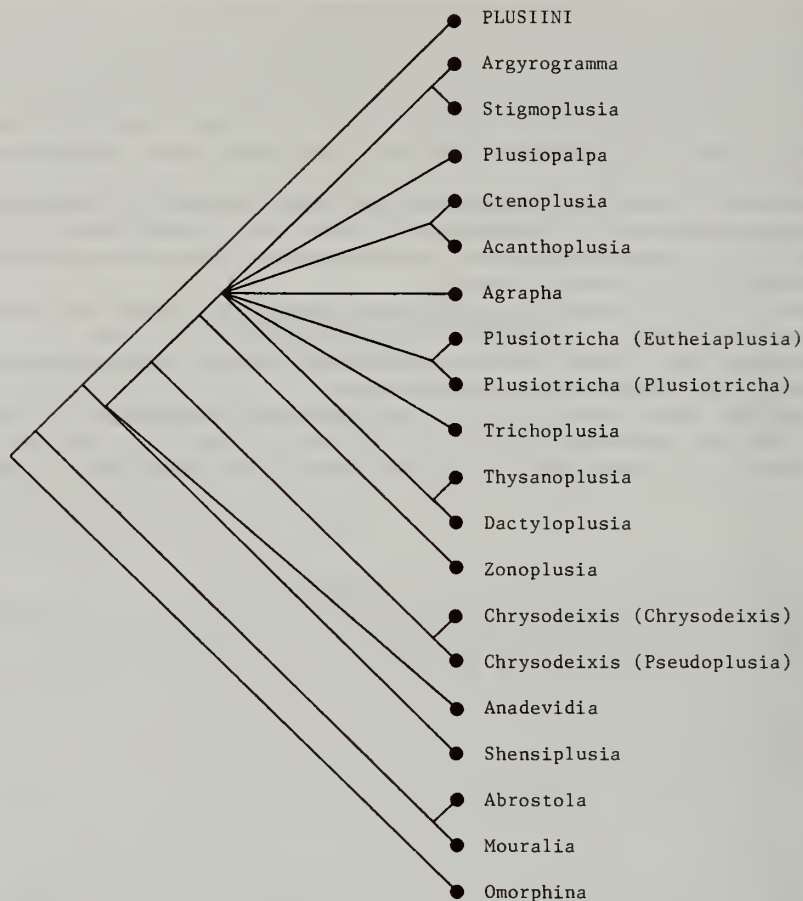 PLUSIINI
Argyrogramma
Stigmoplusia
Plusiopalpa
Ctenoplusia
Acanthoplusia
Agrapha
Plusiotricha (Eutheiaplusia)
Plusiotricha (Plusiotricha)
Trichoplusia
Thysanoplusia
Dactyloplusia
Zonoplusia
Chrysodeixis (Chrysodeixis)
Chrysodeixis (Pseudoplusia)
Anadevidia
Shensiplusia
Abrostola
Mouralia
Omorphina